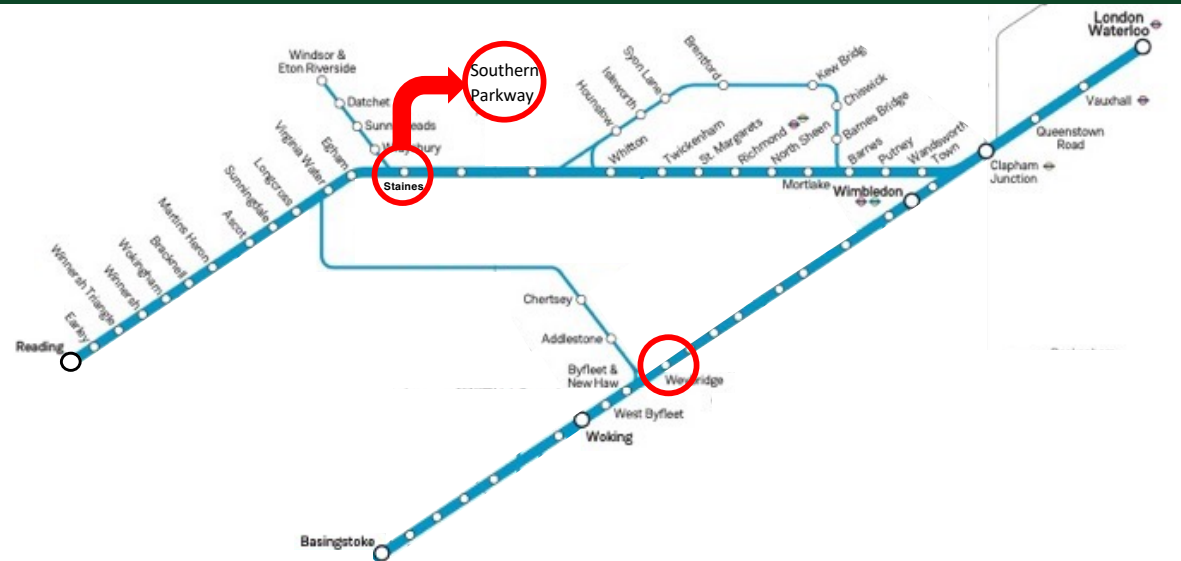 London
Waterloo
Vauxhall
Queenstown
Road
Clapham
Junction
Windsor &
Eton Riverside
Datchet
Southern
Parkway
Staines
Egham
Virginia Water
Longcross
Sunningdale
Ascot
Martins Heron
Bracknell
Wokingham
Winnersh
Winnersh Triangle
Earley
Reading
Hounslow
Isleworth
Syon Lane
Brentford
Kew Bridg
Chiswick
Barnes Bridge
Whitton
Twickenham
St. Margarets
Richmond
North Sheen
Mortlake
Barnes
Putney
Wandsworth
Town
Wimbledon
Chertsey
Addlestone
Byfleet &
New Haw
West Byfleet
Woking
Basingstoke